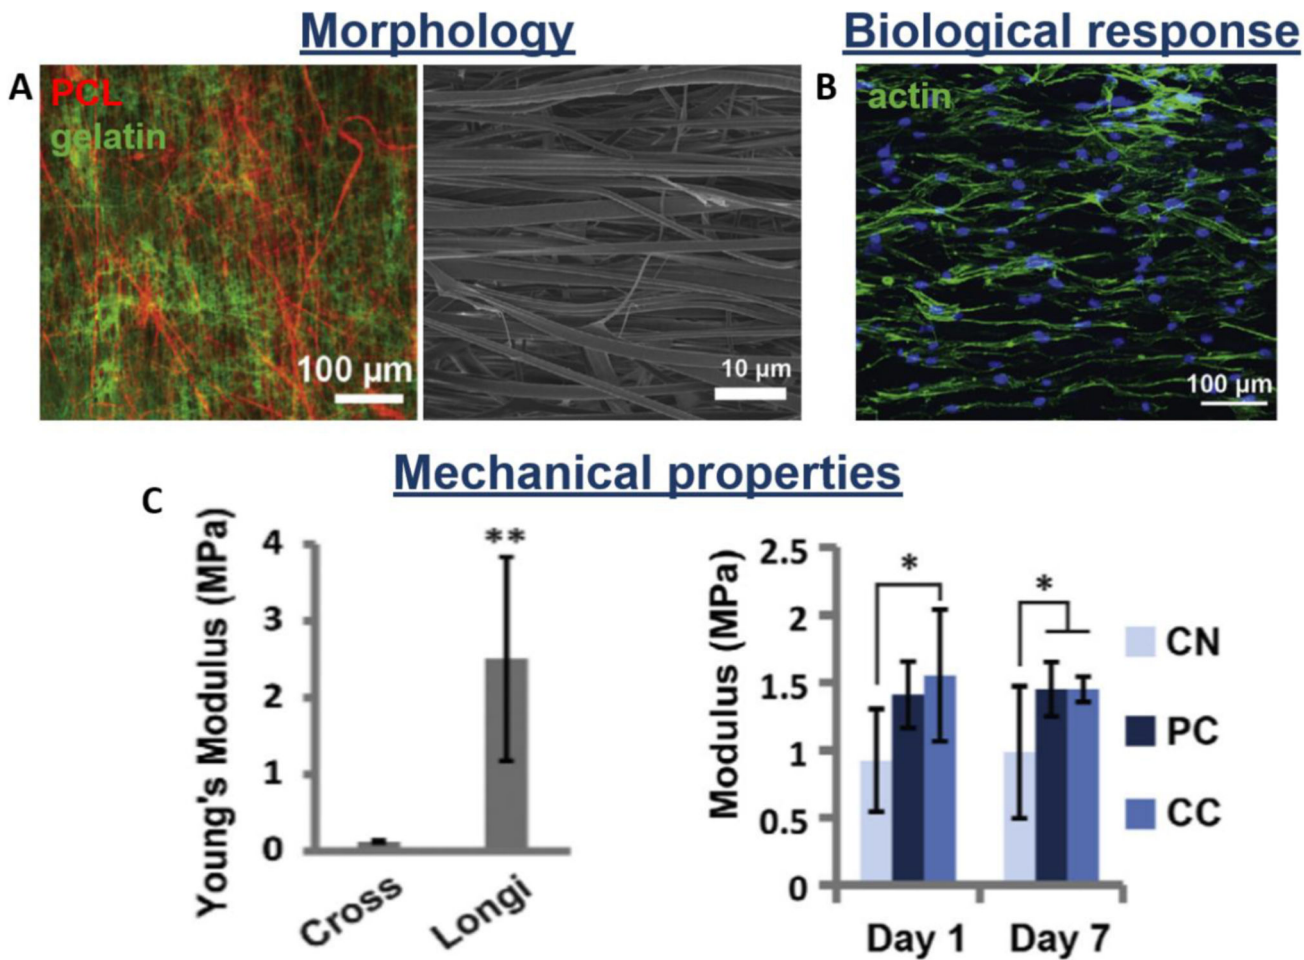 Morphology
Biological response
A
PCL
gelatin
100 µm
10 µm
B
actin
100 µm
Mechanical properties
C
Young's Modulus (MPa)
4
3
2
1
0
**
Cross
Longi
Modulus (MPa)
2.5
2
1.5
1
0.5
0
*
*
Day 1
Day 7
CN
PC
CC